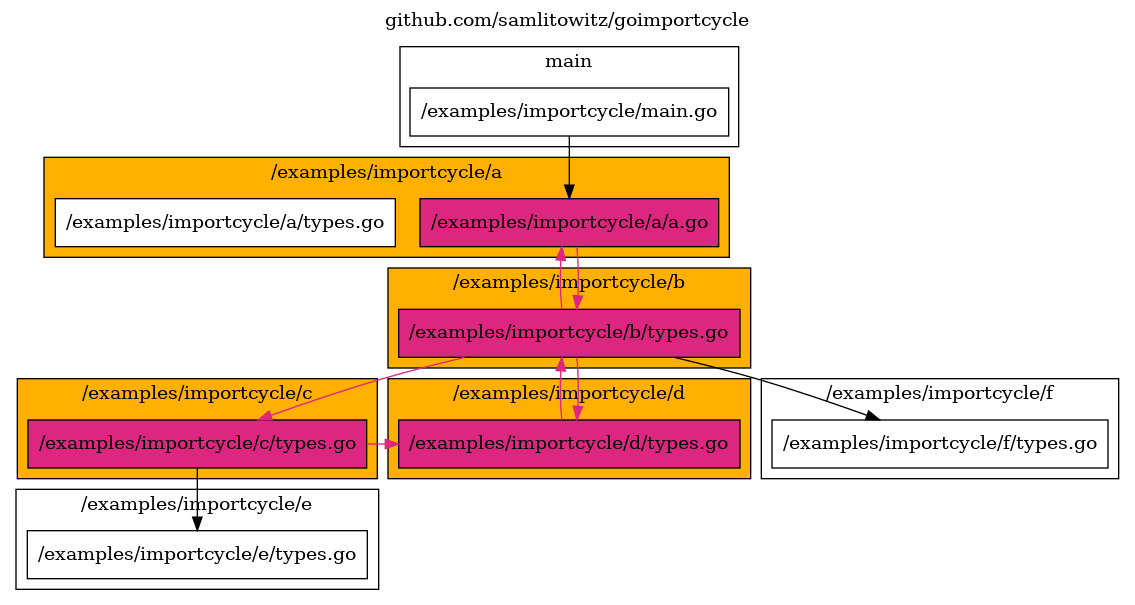 github.com/samlitowitz/goimportcycle
main
/examples/importcycle/main.go
/examples/importcycle/a
/examples/importcycle/a/types.go
/examples/importcycle/a/a.go
/examples/importcycle/b
/examples/importcycle/b/types.go
/examples/importcycle/c
/examples/importcycle/d
/examples/importcycle/f
/examples/importcycle/c/types.go
/examples/importcycle/d/types.go
/examples/importcycle/f/types.go
/examples/importcycle/e
/examples/importcycle/e/types.go